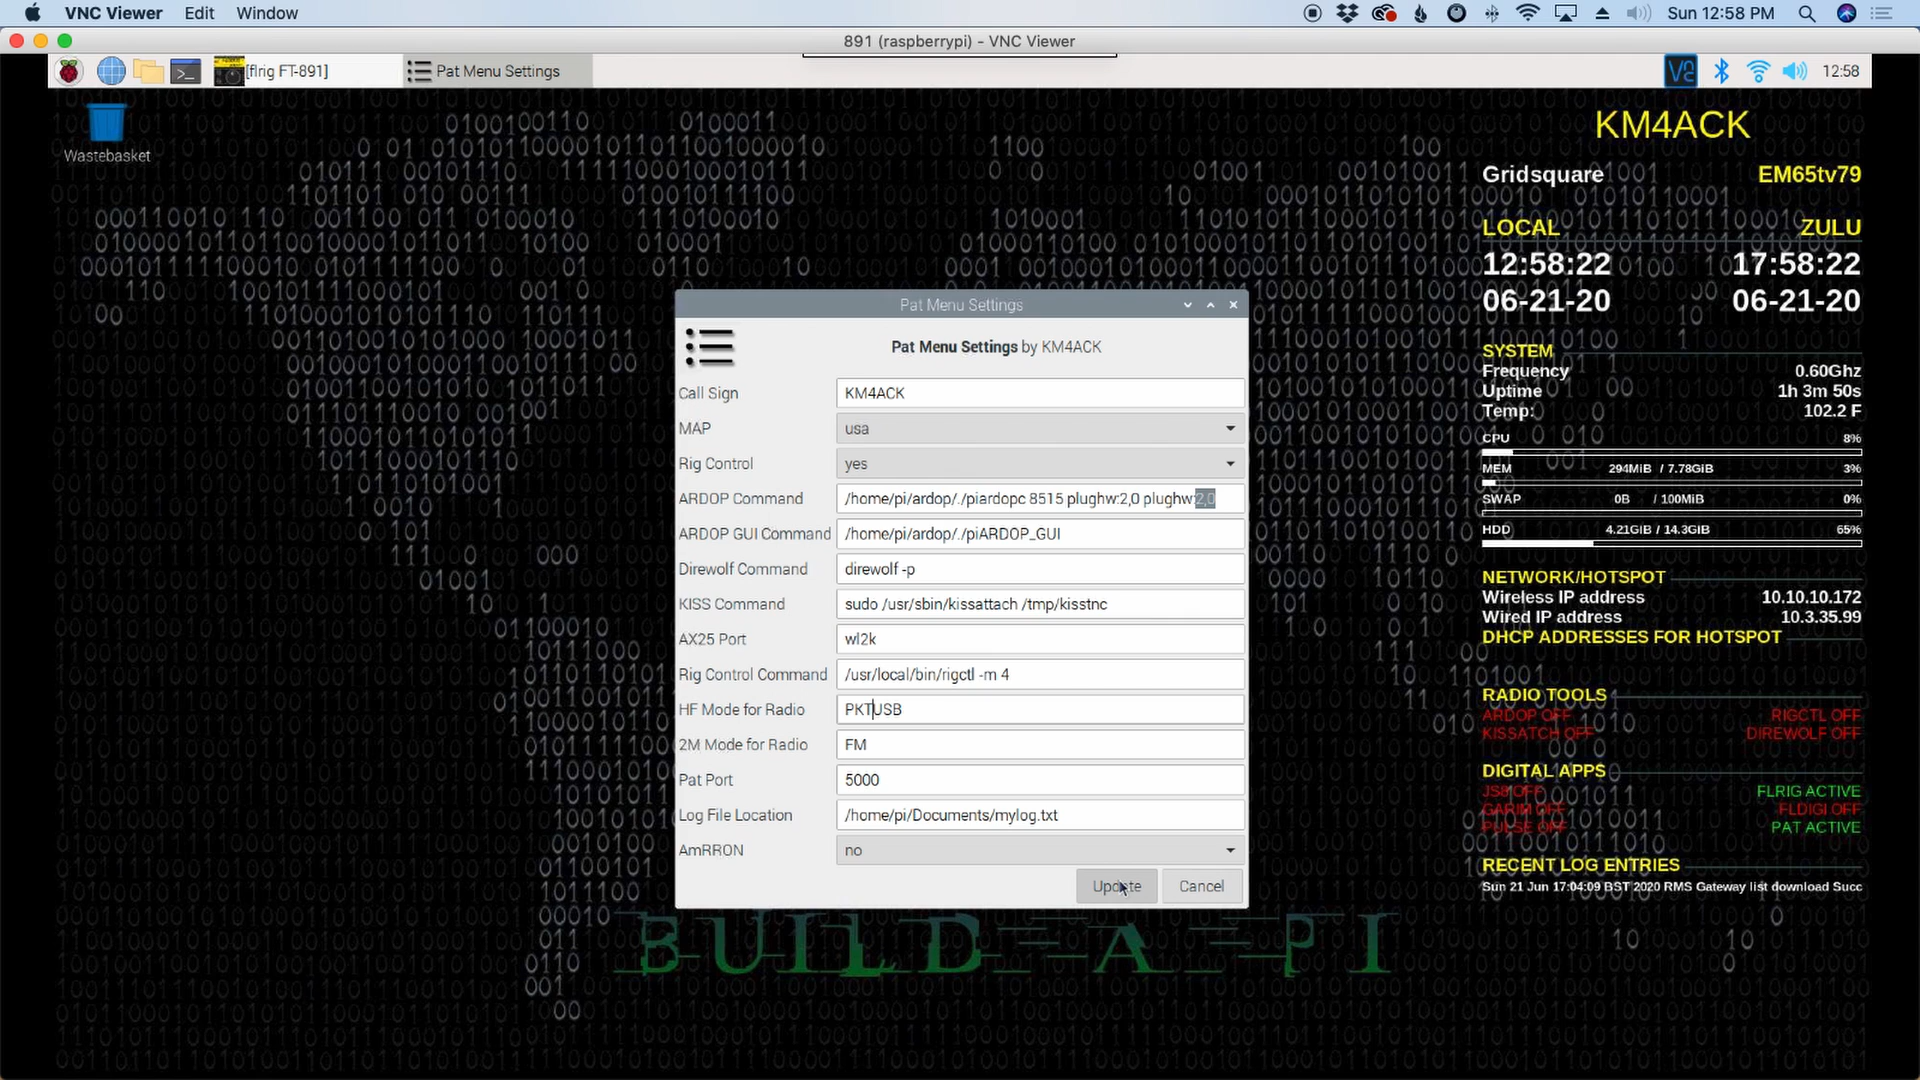 VNC Viewer Edit Window Sun 12:58 PM
891 (raspberrypi) - VNC Viewer
[flrig FT-891] Pat Menu Settings 12:58
Wastebasket
KM4ACK
Gridsquare EM65tv79
LOCAL ZULU
12:58:22 17:58:22
06-21-20 06-21-20
SYSTEM
Frequency 0.60Ghz
Uptime 1h 3m 50s
Temp: 102.2 F
CPU 8%
MEM 294MiB / 7.78GiB 3%
SWAP 0B / 100MiB 0%
HDD 4.21GiB / 14.3GiB 65%
NETWORK/HOTSPOT
Wireless IP address 10.10.10.172
Wired IP address 10.3.35.99
DHCP ADDRESSES FOR HOTSPOT
RADIO TOOLS
ARDOP OFF RIGCTL OFF
KISSATCH OFF DIREWOLF OFF
DIGITAL APPS
JS8 OFF FLRIG ACTIVE
GARIM OFF FLDIGI OFF
PULSE OFF PAT ACTIVE
RECENT LOG ENTRIES
Sun 21 Jun 17:04:09 BST 2020 RMS Gateway list download Succ
Pat Menu Settings
Pat Menu Settings by KM4ACK
Call Sign KM4ACK
MAP usa
Rig Control yes
ARDOP Command /home/pi/ardop/./piardopc 8515 plughw:2,0 plughw:2,0
ARDOP GUI Command /home/pi/ardop/./piARDOP_GUI
Direwolf Command direwolf -p
KISS Command sudo /usr/sbin/kissattach /tmp/kisstnc
AX25 Port wl2k
Rig Control Command /usr/local/bin/rigctl -m 4
HF Mode for Radio PKTUSB
2M Mode for Radio FM
Pat Port 5000
Log File Location /home/pi/Documents/mylog.txt
AmRRON no
Update Cancel
BUILD-A-PI